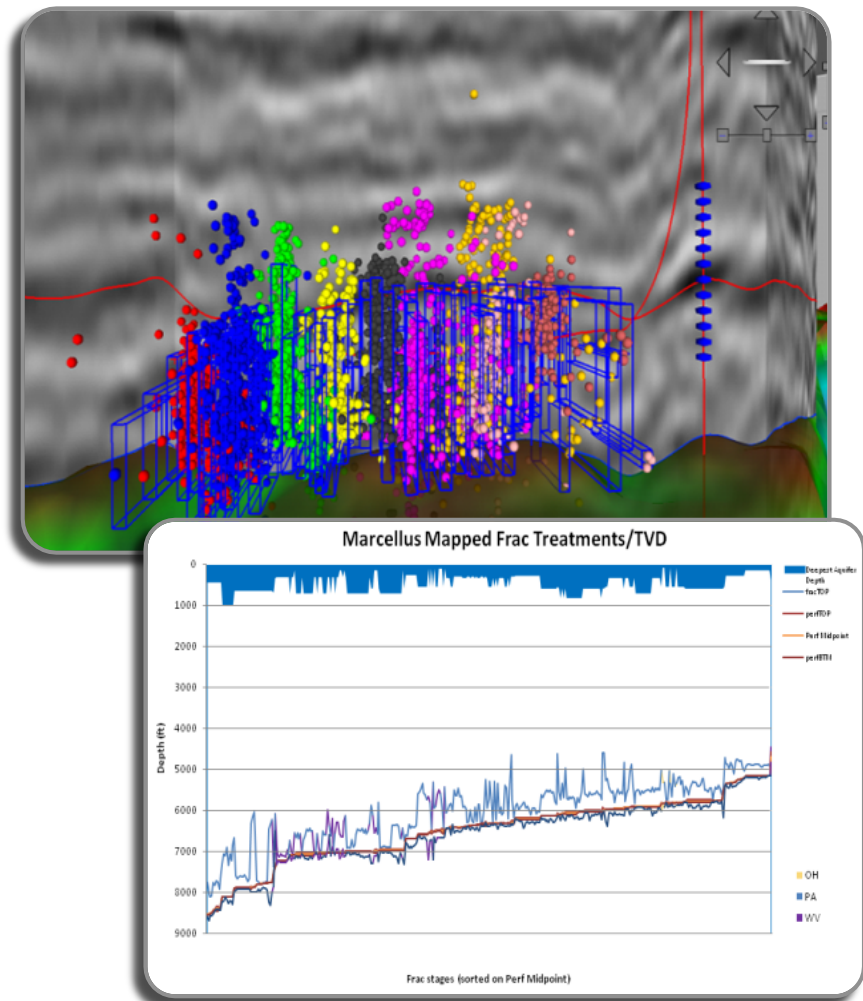 Marcellus Mapped Frac Treatments/TVD
0
1000
2000
3000
4000
5000
6000
7000
8000
9000
Depth (ft)
Deepest Aquifer
Depth
fracTOP
perfTOP
Perf Midpoint
perfBTM
OH
PA
WV
Frac stages (sorted on Perf Midpoint)